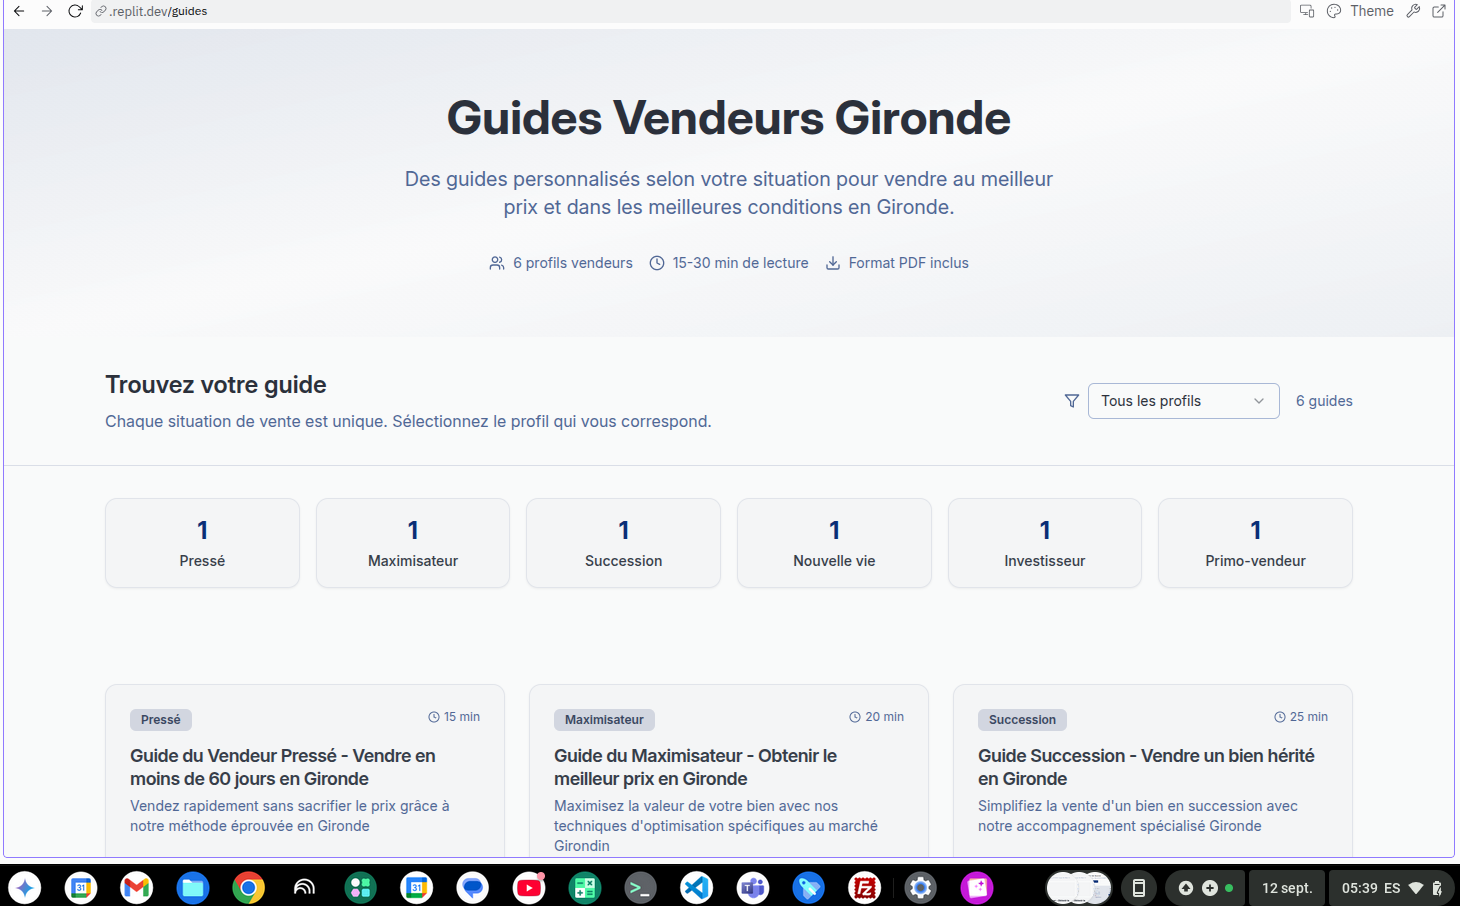 .replit.dev/guides
Theme
Guides Vendeurs Gironde
Des guides personnalisés selon votre situation pour vendre au meilleur
prix et dans les meilleures conditions en Gironde.
6 profils vendeurs
15-30 min de lecture
Format PDF inclus
Trouvez votre guide
Chaque situation de vente est unique. Sélectionnez le profil qui vous correspond.
Tous les profils
6 guides
1
Pressé
1
Maximisateur
1
Succession
1
Nouvelle vie
1
Investisseur
1
Primo-vendeur
Pressé
15 min
Guide du Vendeur Pressé - Vendre en
moins de 60 jours en Gironde
Vendez rapidement sans sacrifier le prix grâce à
notre méthode éprouvée en Gironde
Maximisateur
20 min
Guide du Maximisateur - Obtenir le
meilleur prix en Gironde
Maximisez la valeur de votre bien avec nos
techniques d'optimisation spécifiques au marché
Girondin
Succession
25 min
Guide Succession - Vendre un bien hérité
en Gironde
Simplifiez la vente d'un bien en succession avec
notre accompagnement spécialisé Gironde
31
31
12 sept.
05:39 ES